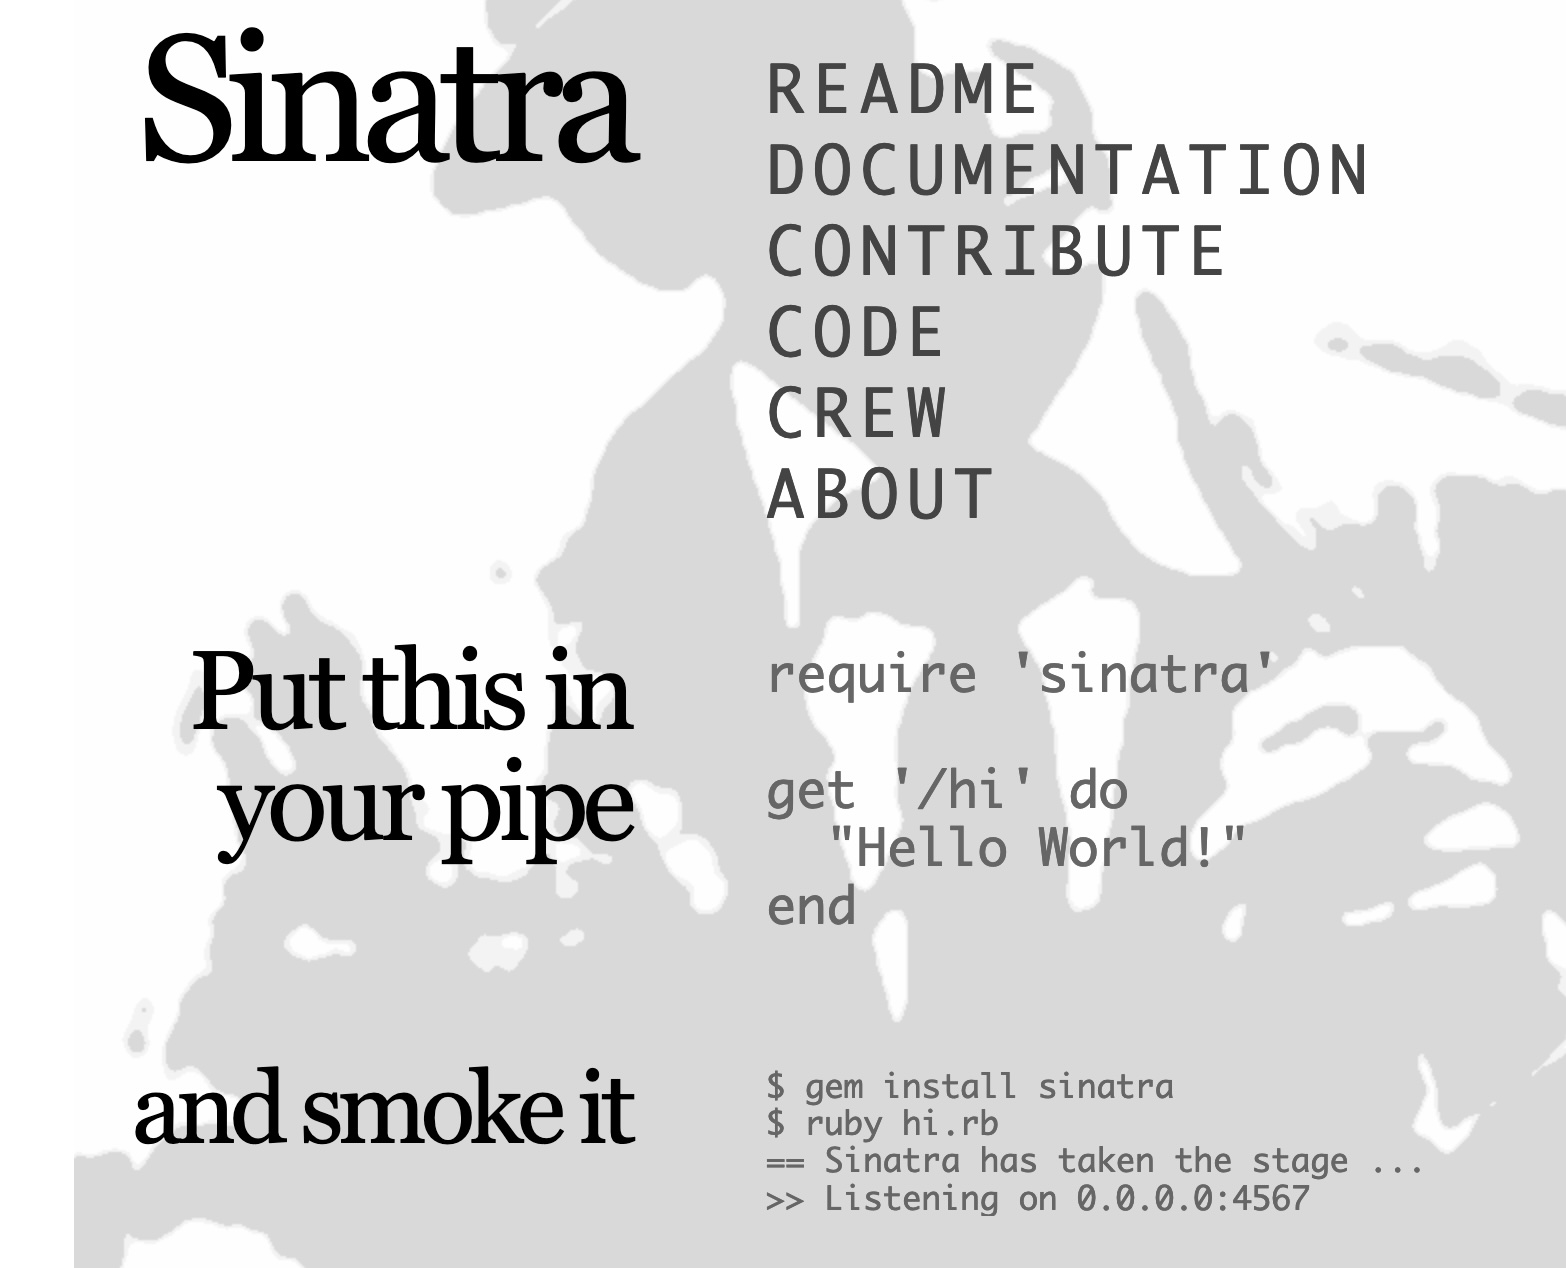 Sinatra
README
DOCUMENTATION
CONTRIBUTE
CODE
CREW
ABOUT
Put this in
your pipe
require 'sinatra'
get '/hi' do
  "Hello World!"
end
and smoke it
$ gem install sinatra
$ ruby hi.rb
== Sinatra has taken the stage ...
>> Listening on 0.0.0.0:4567